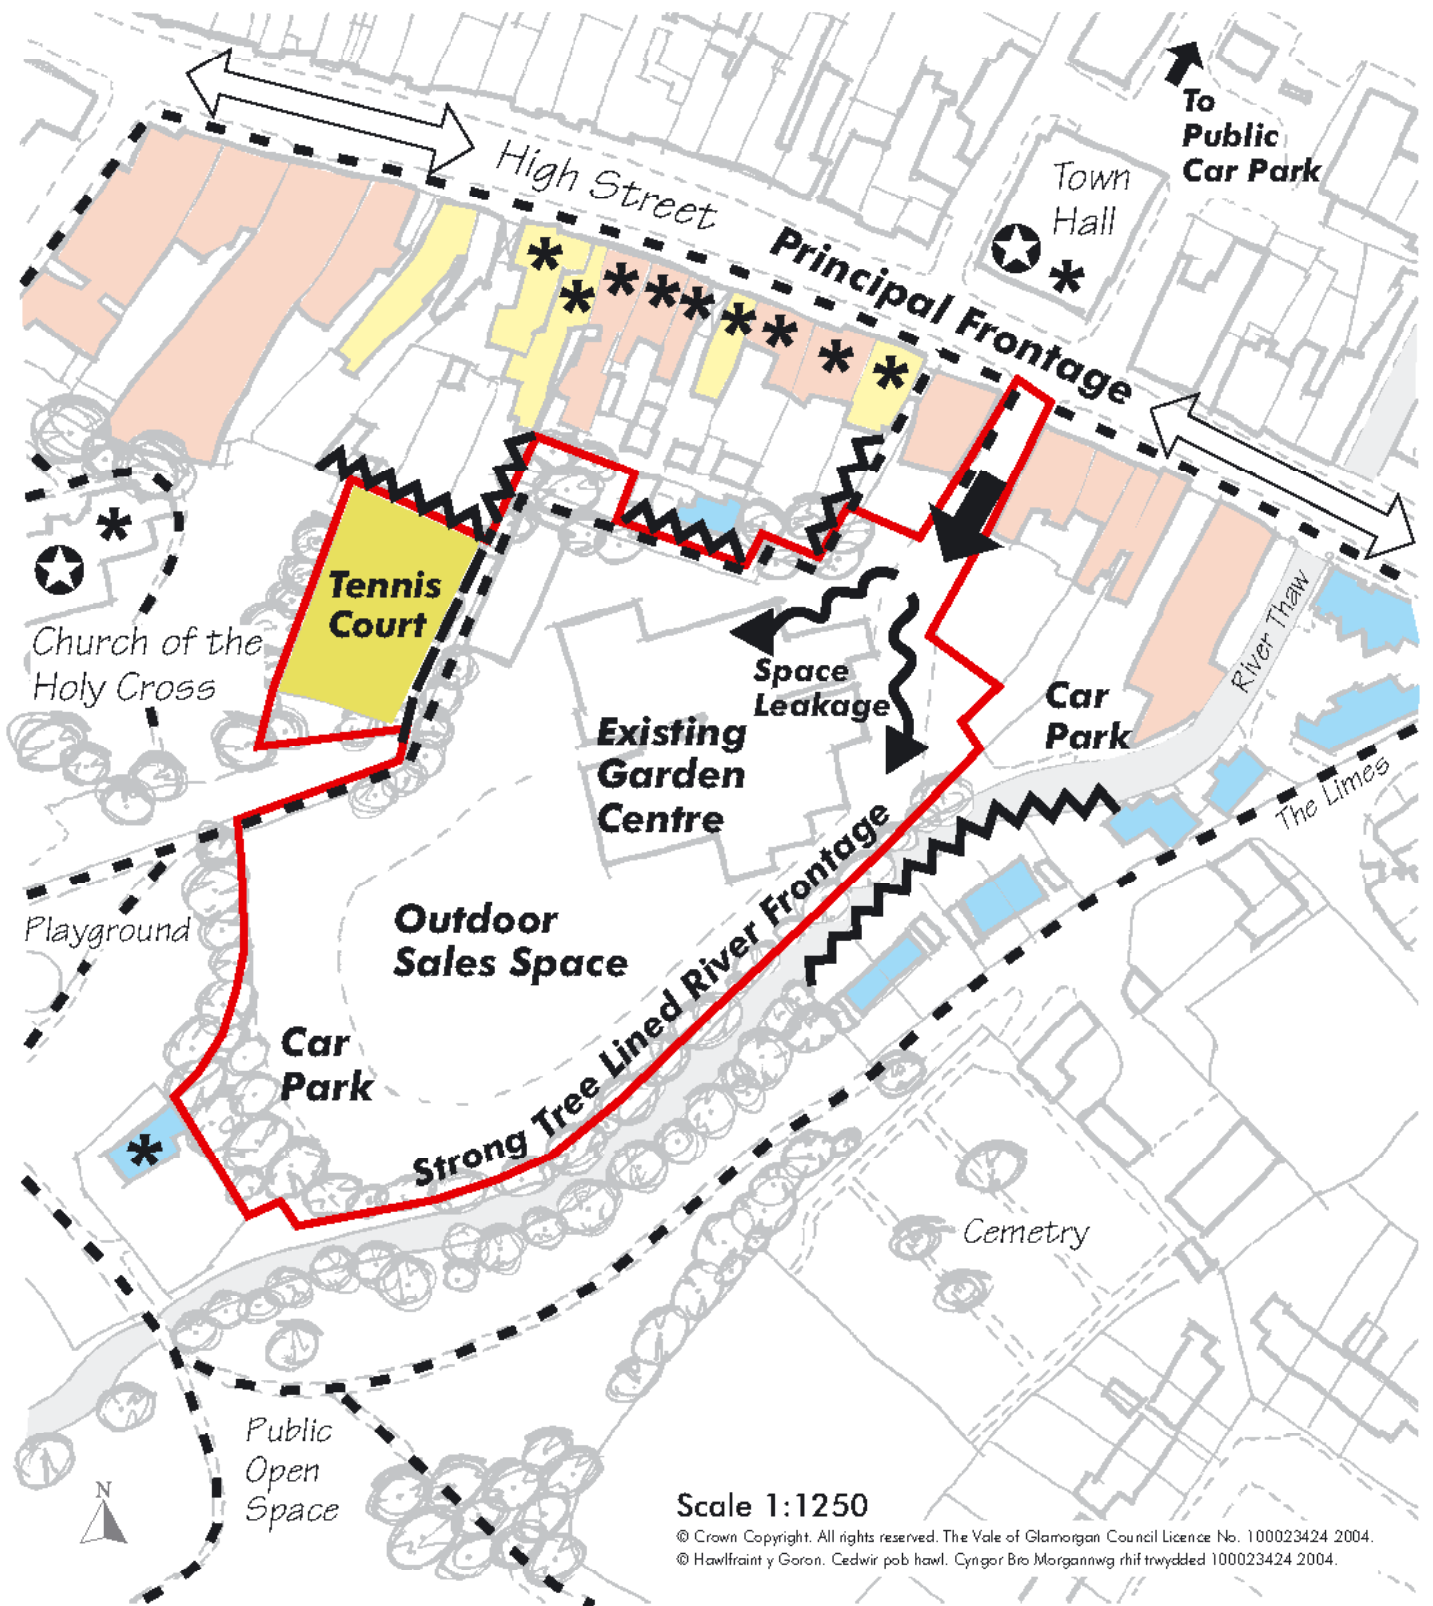 To
Public
Car Park
High Street
Town
Hall
Principal Frontage
Tennis
Court
Church of the
Holy Cross
Space
Leakage
Car
Park
River Thaw
Existing
Garden
Centre
The Limes
Playground
Outdoor
Sales Space
Strong Tree Lined River Frontage
Car
Park
Cemetry
Public
Open
Space
N
Scale 1:1250
© Crown Copyright. All rights reserved. The Vale of Glamorgan Council Licence No. 100023424 2004.
© Hawlfraint y Goron. Cedwir pob hawl. Cyngor Bro Morgannwg rhif trwydded 100023424 2004.